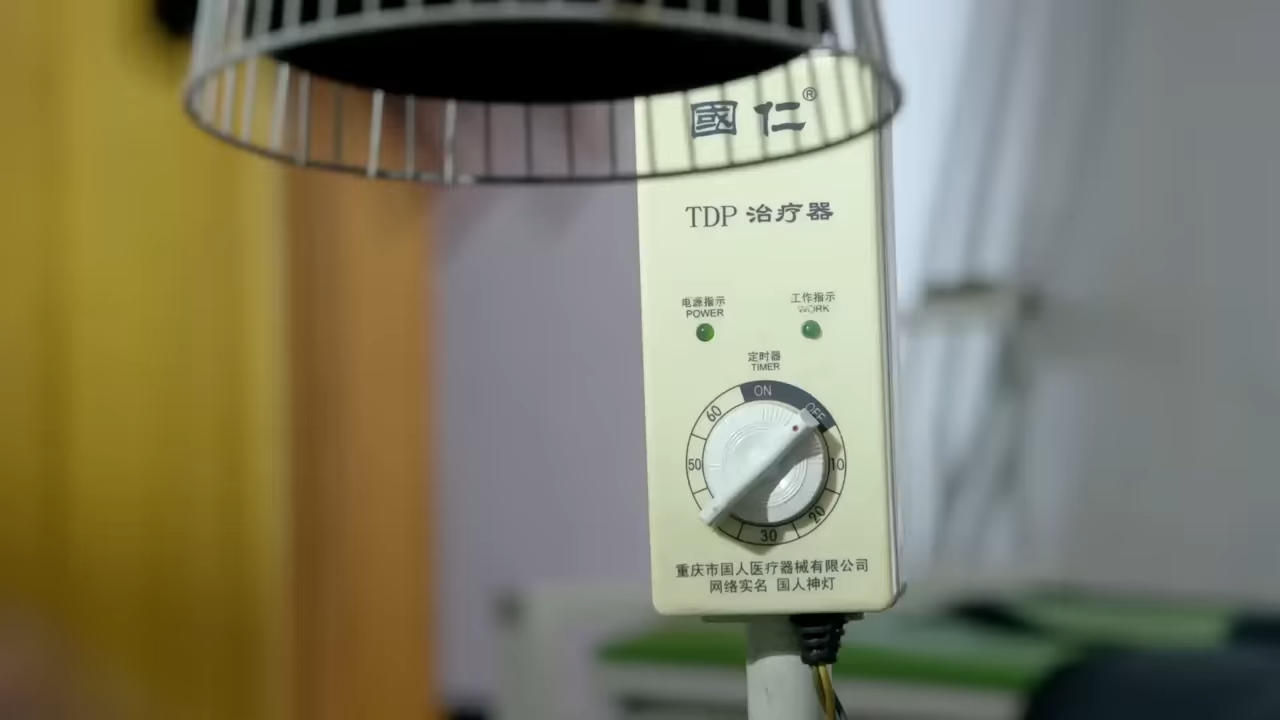 國仁®
TDP 治疗器
电源指示 工作指示
POWER WORK
定时器
TIMER
ON
OFF
60
50
10
20
30
重庆市国人医疗器械有限公司
网络实名 国人神灯